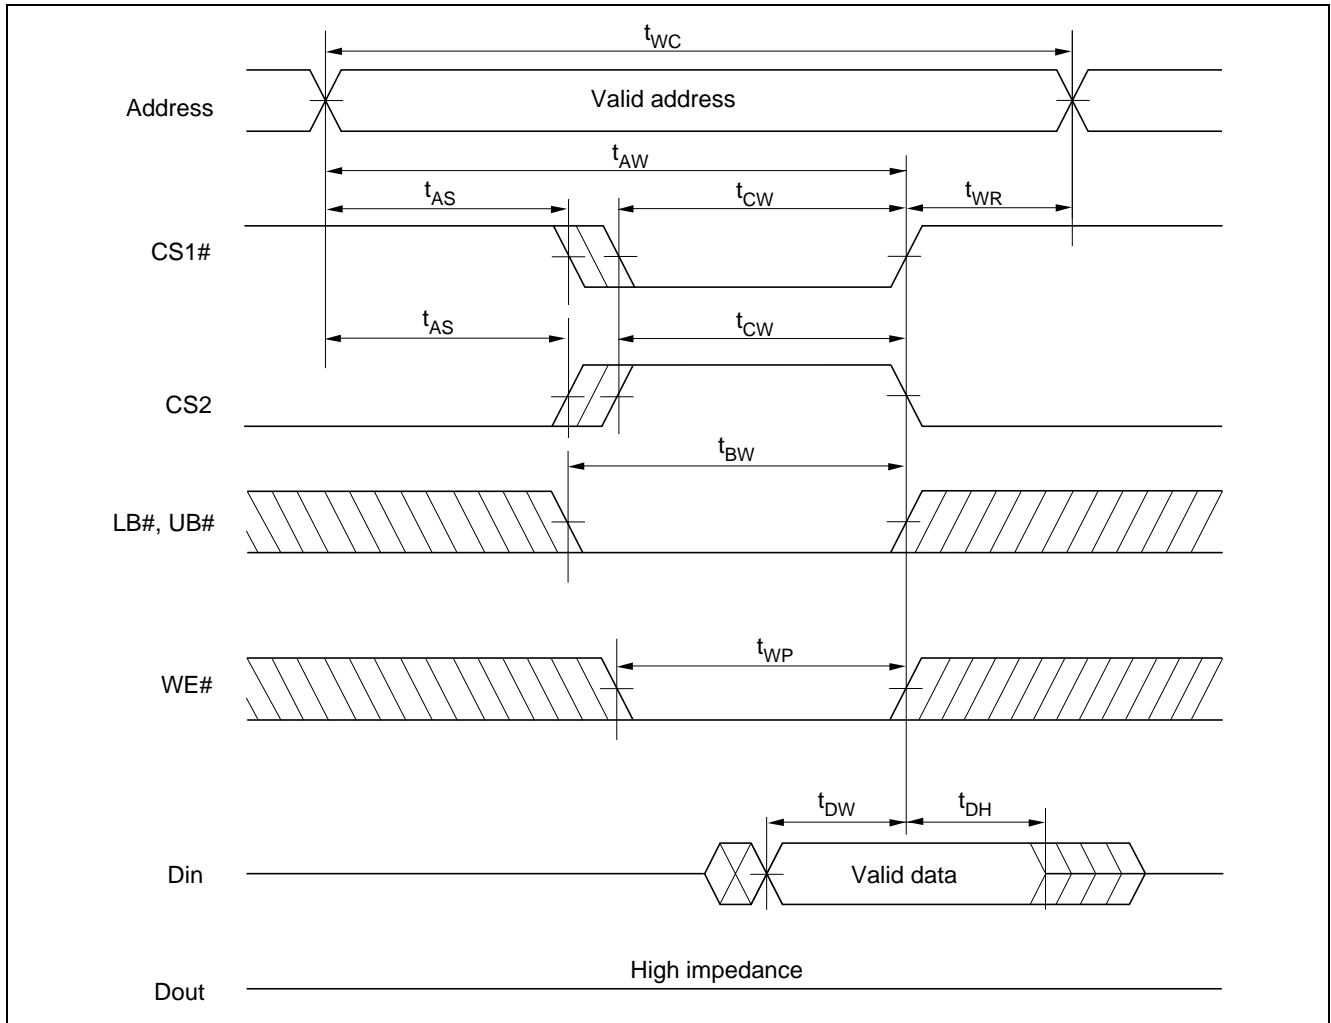 tWC
Address
Valid address
tAW
tAS
tCW
tWR
CS1#
tAS
tCW
CS2
tBW
LB#, UB#
tWP
WE#
tDW
tDH
Din
Valid data
High impedance
Dout